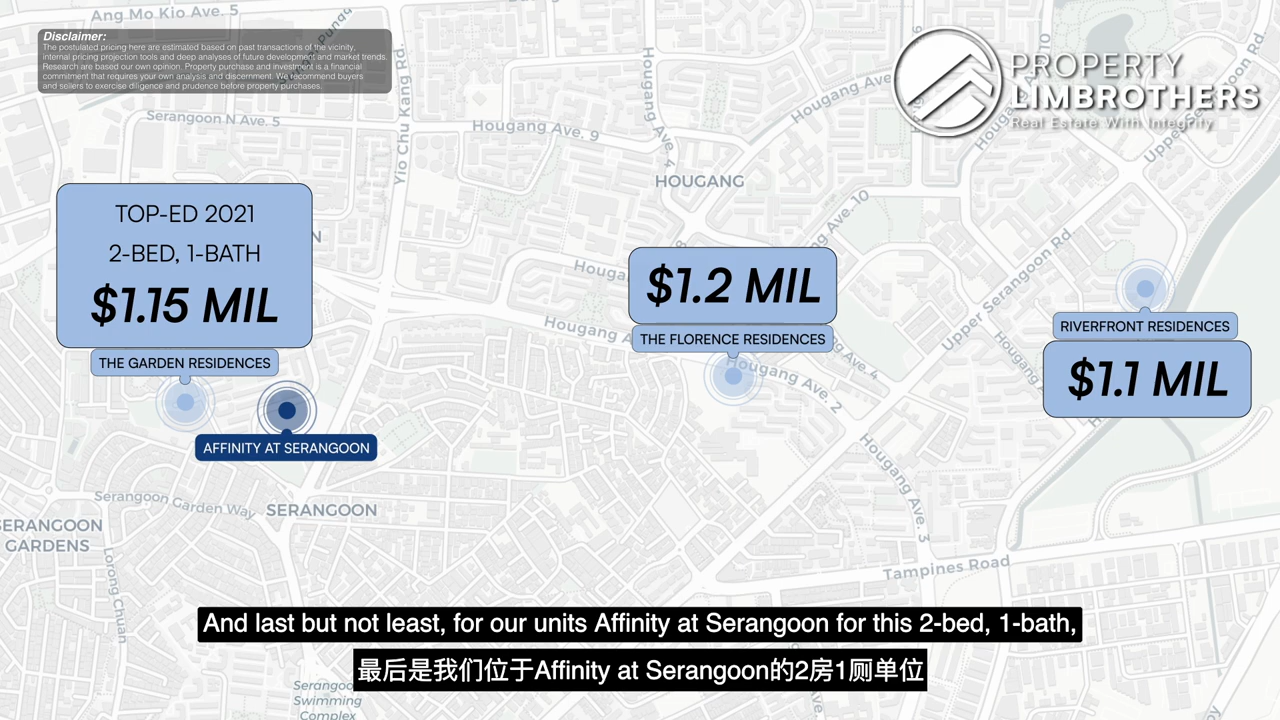 Ang Mo Kio Ave. 5
Disclaimer:
The postulated pricing here are estimated based on past transactions of the vicinity,
internal pricing projection tools and deep analyses of future development and market trends.
Research are based our own opinion. Property purchase and investment is a financial
commitment that requires your own analysis and discernment. We recommend buyers
and sellers to exercise diligence and prudence before property purchases.
PROPERTY
LIMBROTHERS
Real Estate With Integrity
Serangoon N Ave. 5
Yio Chu Kang Rd
Hougang Ave. 9
Hougang Ave. 4
Hougang Ave.
HOUGANG
TOP-ED 2021
2-BED, 1-BATH
$1.15 MIL
THE GARDEN RESIDENCES
AFFINITY AT SERANGOON
$1.2 MIL
THE FLORENCE RESIDENCES
Ave. 10
Hougang Ave. 2
Upper Serangoon Rd
RIVERFRONT RESIDENCES
$1.1 MIL
Hougang Ave. 3
Serangoon Garden Way
SERANGOON
SERANGOON
GARDENS
Lorong Chuan
Tampines Road
And last but not least, for our units Affinity at Serangoon for this 2-bed, 1-bath,
最后是我们位于Affinity at Serangoon的2房1厕单位
Swimming
Complex